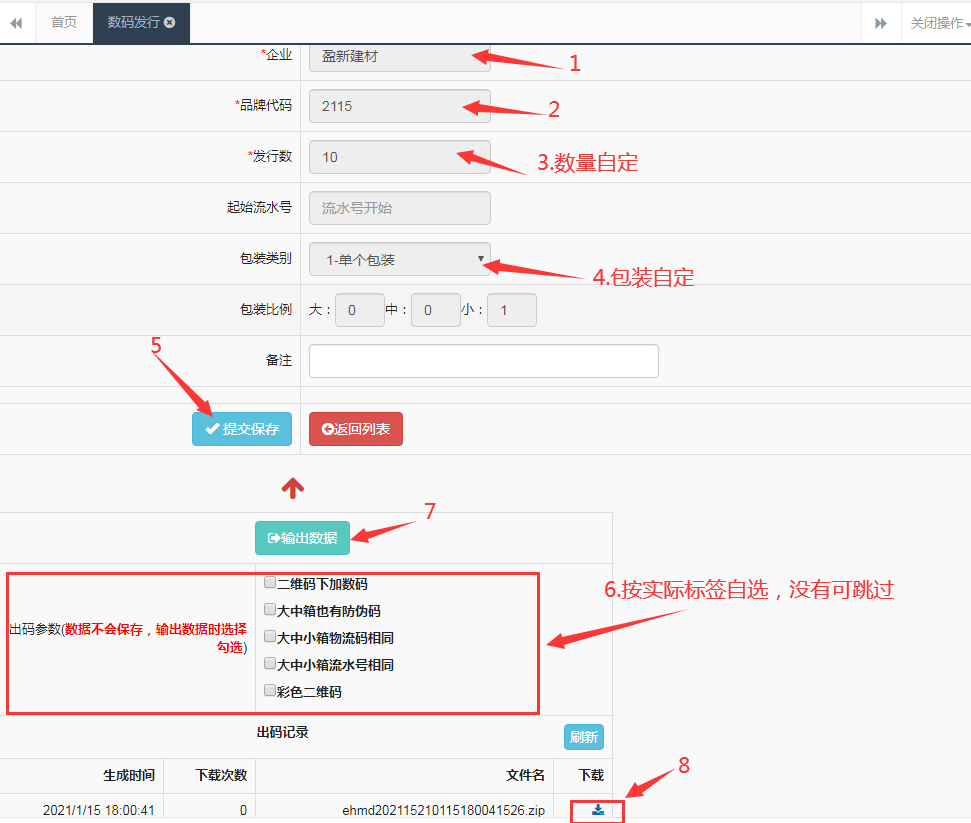 首页 数码发行 关闭操作
*企业 盈新建材 1
*品牌代码 2115 2
*发行数 10 3.数量自定
起始流水号 流水号开始
包装类别 1-单个包装 4.包装自定
包装比例 大： 0 中： 0 小： 1
5 备注
提交保存 返回列表
7
输出数据
二维码下加数码
大中箱也有防伪码
6.按实际标签自选，没有可跳过
出码参数(数据不会保存，输出数据时选择
勾选)
大中小箱物流码相同
大中小箱流水号相同
彩色二维码
出码记录 刷新
8
生成时间 下载次数 文件名 下载
2021/1/15 18:00:41 0 ehmd202115210115180041526.zip